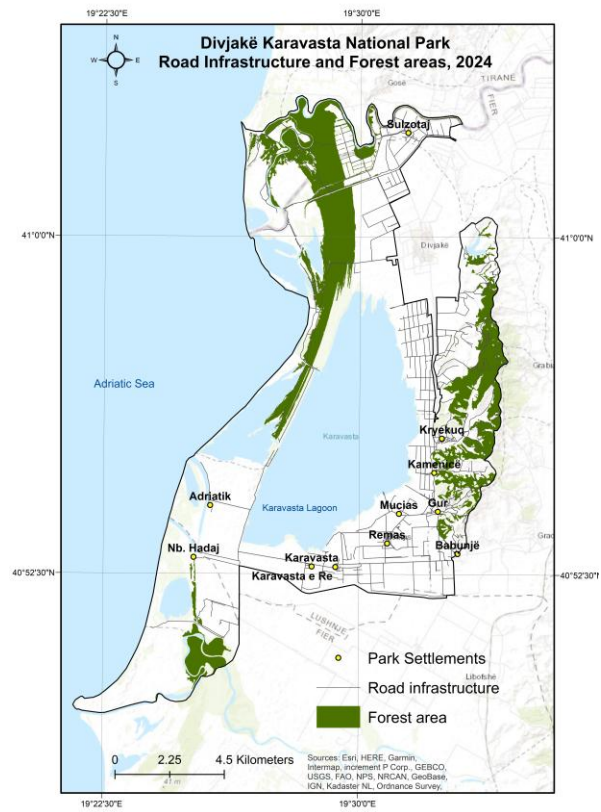 19°22'30"E
19°30'0"E
Divjakë Karavasta National Park
Road Infrastructure and Forest areas, 2024
N
W E
S
Gosë
TIRANE
FIER
Sulzotaj
41°0'0"N
41°0'0"N
Divjakë
Adriatic Sea
Karavasta
Kryekuq
Kamenicë
Adriatik
Karavasta Lagoon
Mucias
Gur
Remas
Babunjë
Nb. Hadaj
Karavasta
Karavasta e Re
40°52'30"N
40°52'30"N
LUSHNJE
FIER
Libofshë
Park Settlements
Road infrastructure
Forest area
0 2.25 4.5 Kilometers
Sources: Esri, HERE, Garmin,
Intermap, increment P Corp., GEBCO,
USGS, FAO, NPS, NRCAN, GeoBase,
IGN, Kadaster NL, Ordnance Survey,
19°22'30"E
19°30'0"E